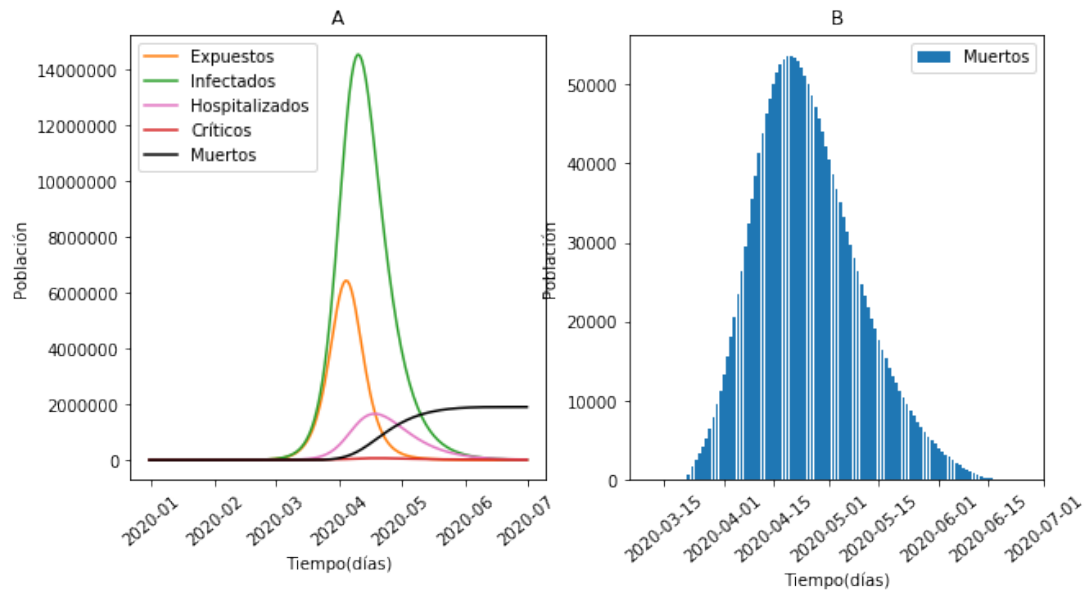 A
Expuestos
Infectados
Hospitalizados
Críticos
Muertos
14000000
12000000
10000000
8000000
6000000
4000000
2000000
0
Población
2020-01
2020-02
2020-03
2020-04
2020-05
2020-06
2020-07
Tiempo(días)
B
Muertos
50000
40000
30000
20000
10000
0
Población
2020-03-15
2020-04-01
2020-04-15
2020-05-01
2020-05-15
2020-06-01
2020-06-15
2020-07-01
Tiempo(días)